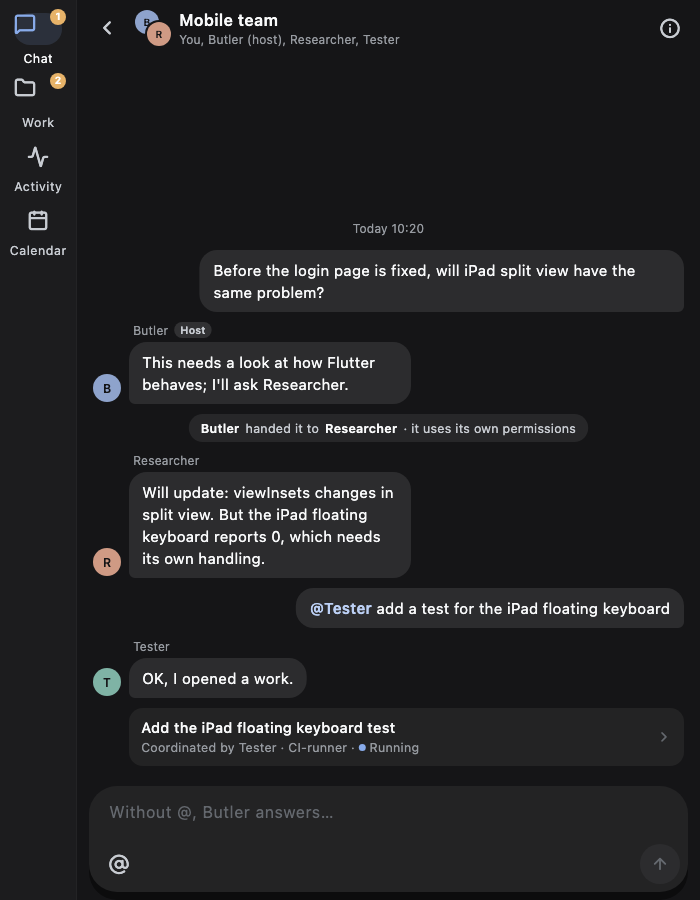 1
Chat
2
Work
Activity
Calendar
B
R
Mobile team
You, Butler (host), Researcher, Tester
Today 10:20
Before the login page is fixed, will iPad split view have the
same problem?
Butler Host
This needs a look at how Flutter
behaves; I'll ask Researcher.
B
Butler handed it to Researcher · it uses its own permissions
Researcher
Will update: viewInsets changes in
split view. But the iPad floating
keyboard reports 0, which needs
its own handling.
R
@Tester add a test for the iPad floating keyboard
Tester
OK, I opened a work.
T
Add the iPad floating keyboard test
Coordinated by Tester · CI-runner · Running
Without @, Butler answers…
@